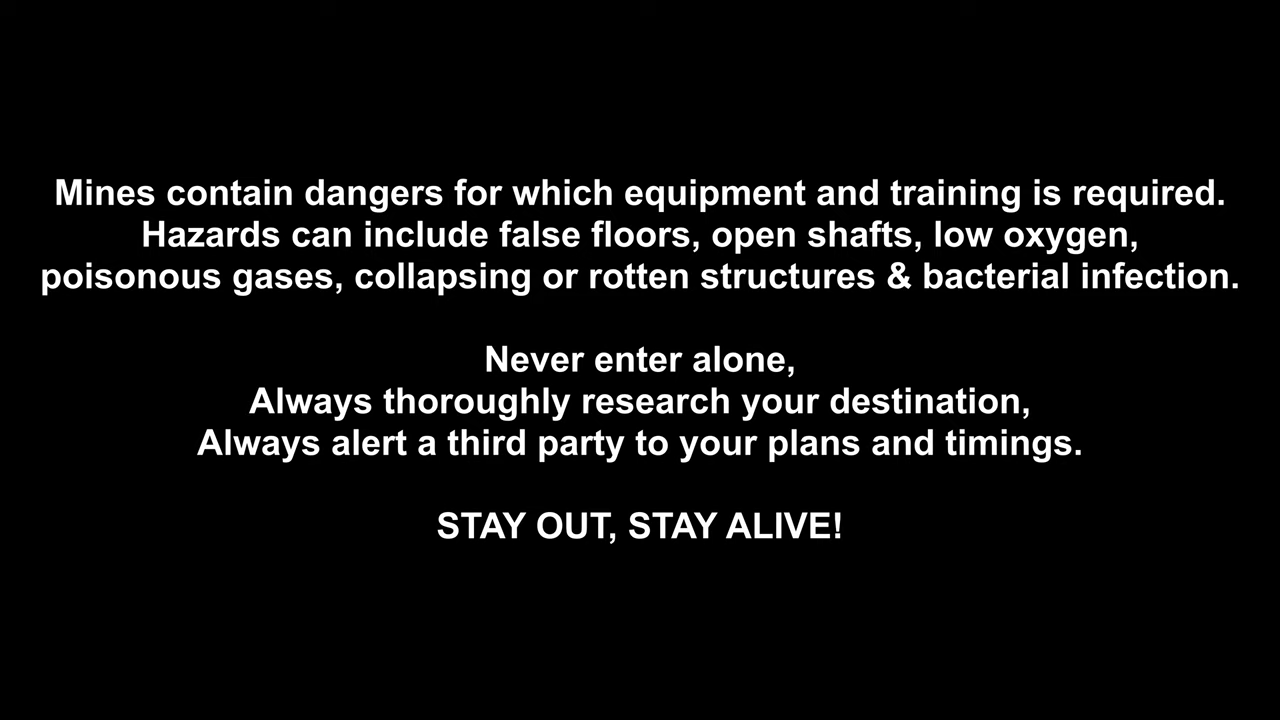 Mines contain dangers for which equipment and training is required.
Hazards can include false floors, open shafts, low oxygen,
poisonous gases, collapsing or rotten structures & bacterial infection.
Never enter alone,
Always thoroughly research your destination,
Always alert a third party to your plans and timings.
STAY OUT, STAY ALIVE!